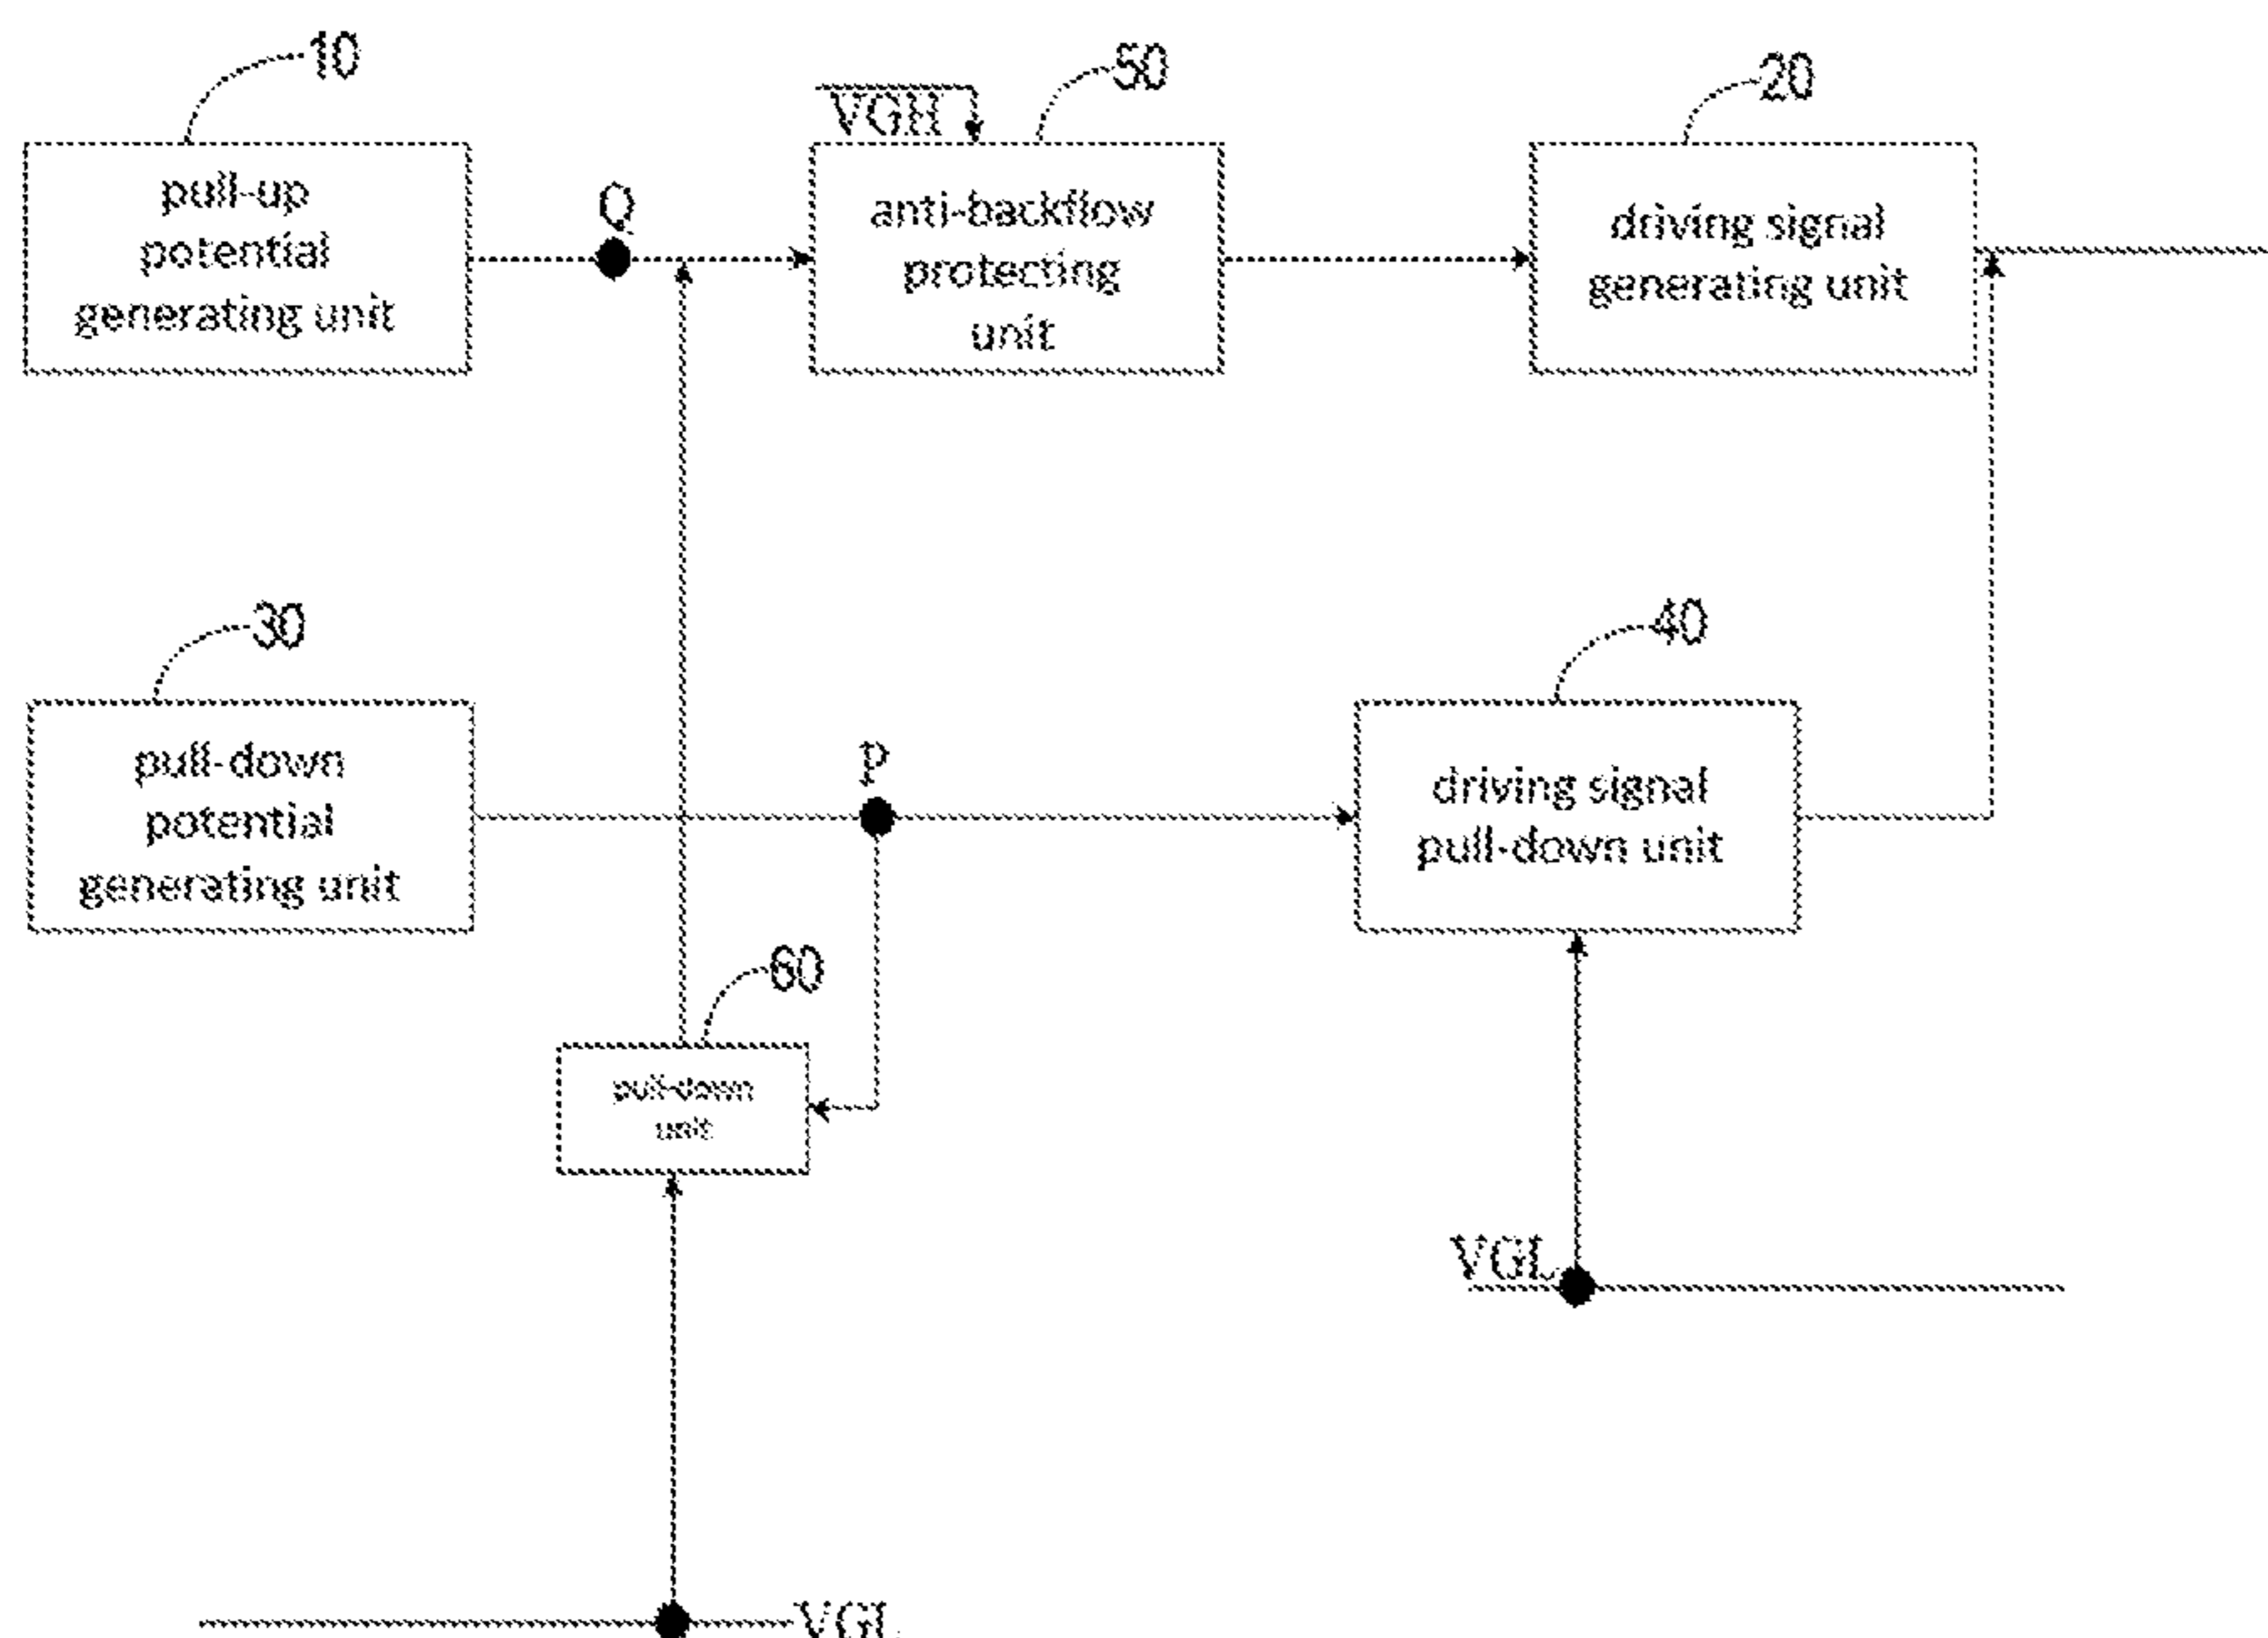 10
50
20
VGH
pull-up
potential
generating unit
Q
anti-backflow
protecting
unit
driving signal
generating unit
30
40
pull-down
potential
generating unit
P
driving signal
pull-down unit
60
pull-down
unit
VGL
VGL